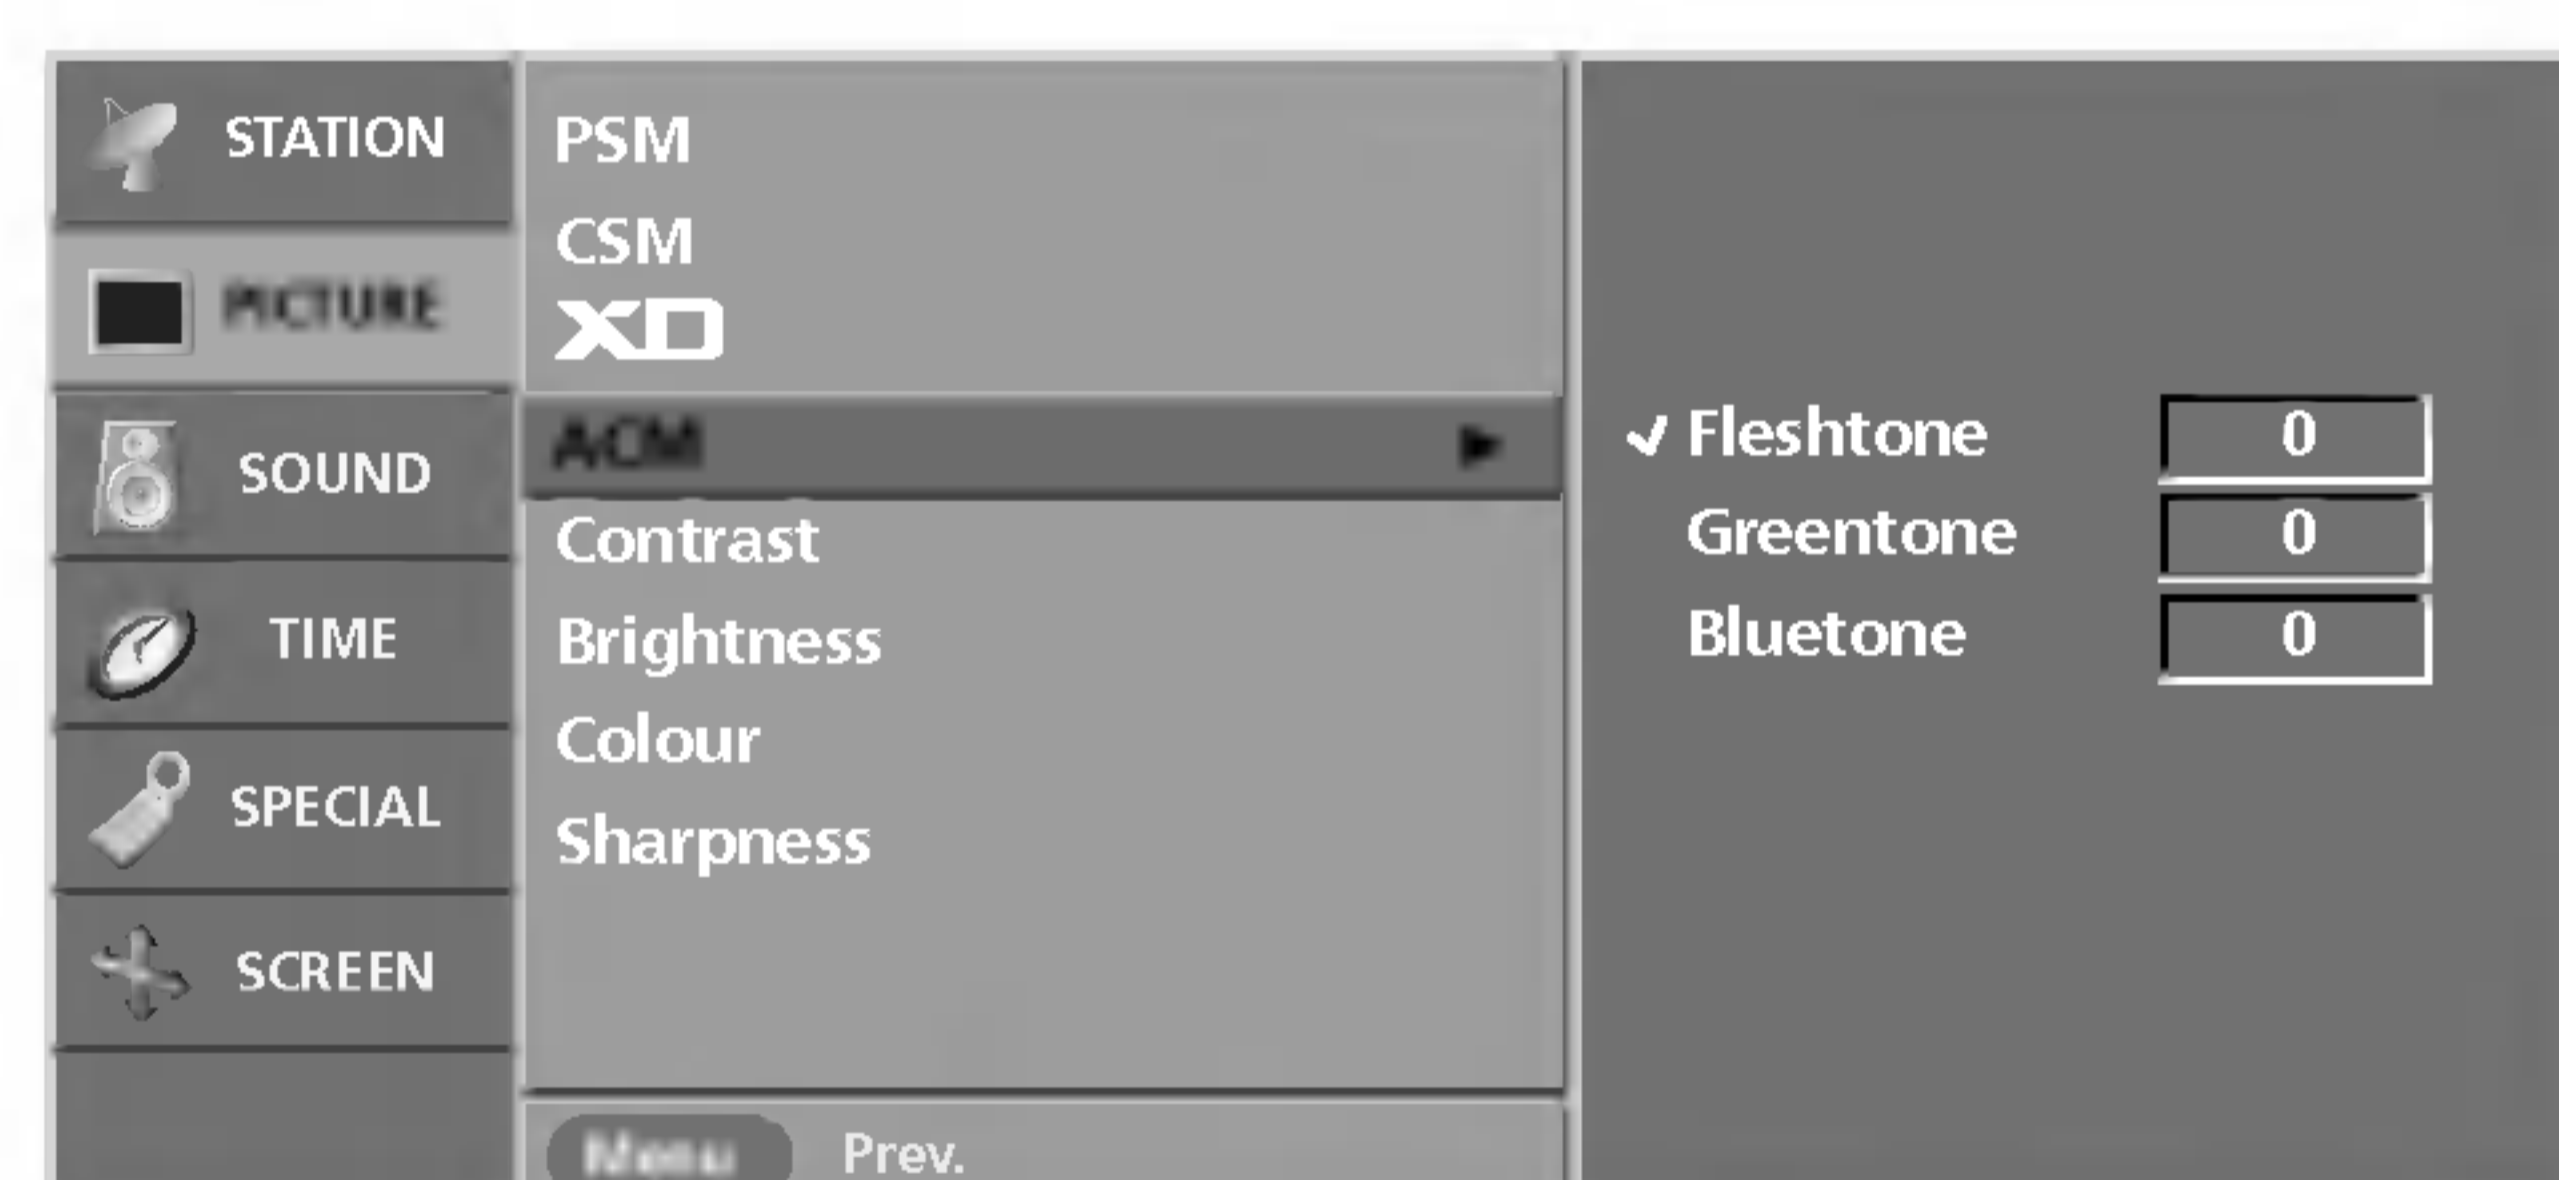 STATION
PICTURE
SOUND
TIME
SPECIAL
SCREEN
PSM
CSM
XD
ACM
Contrast
Brightness
Colour
Sharpness
Menu Prev.
Fleshtone 0
Greentone 0
Bluetone 0